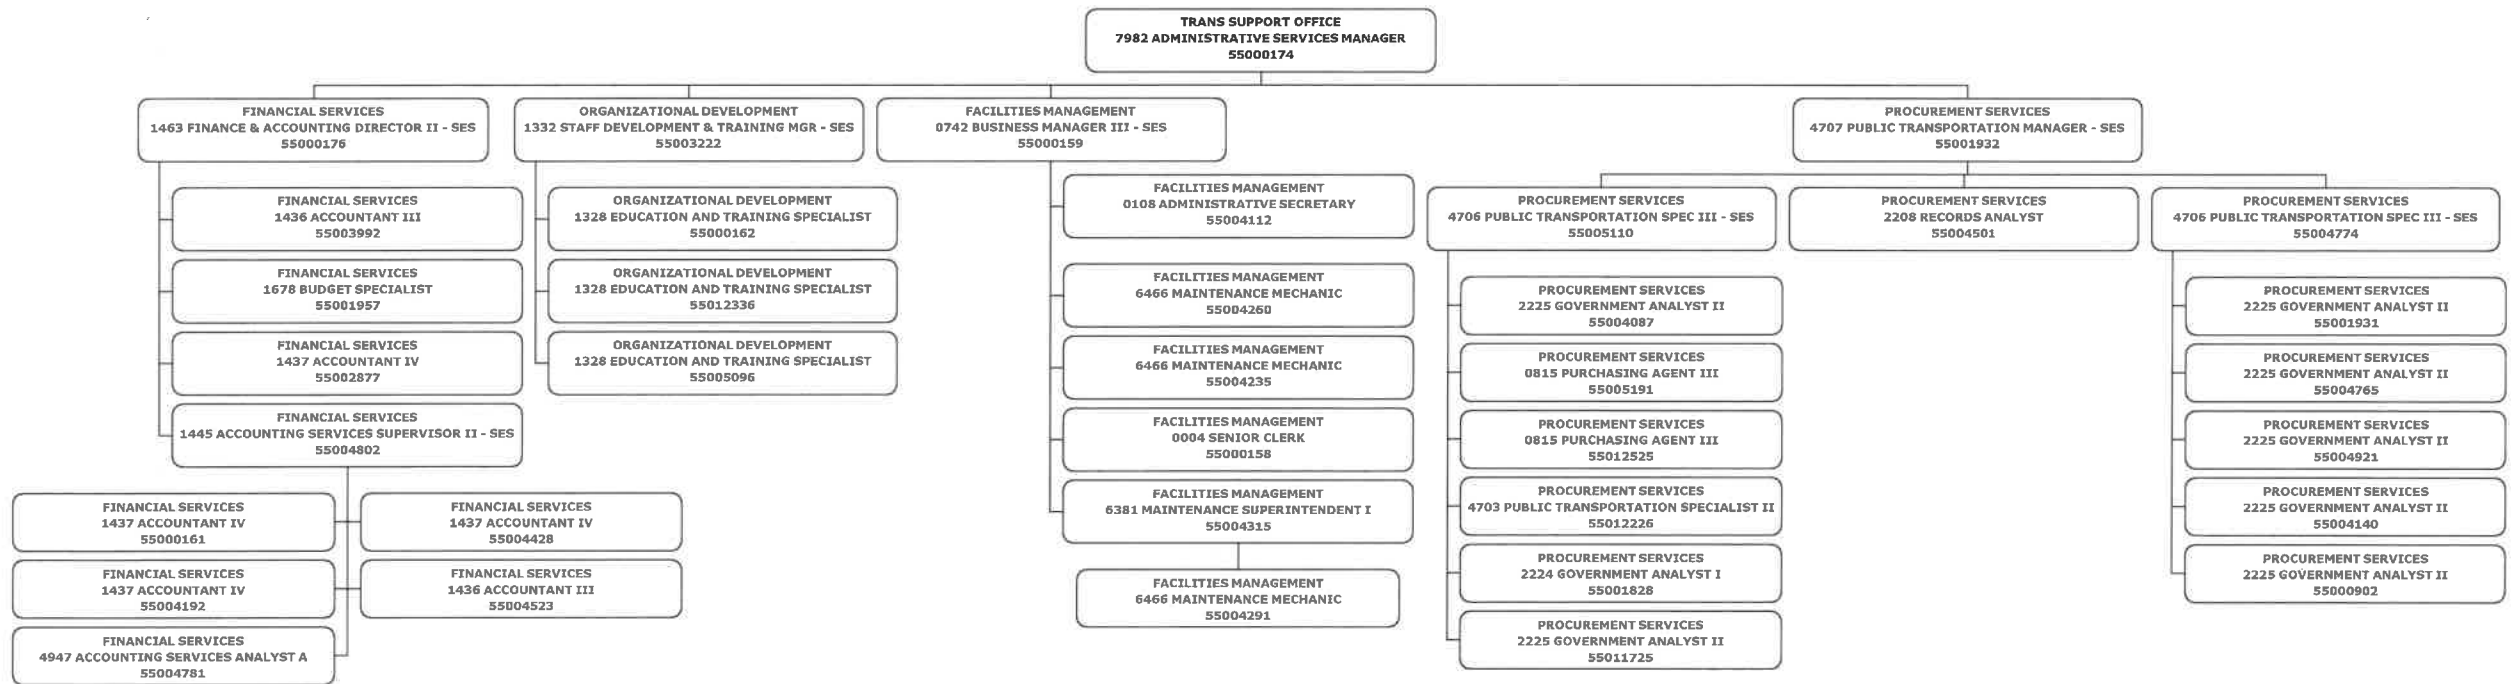 TRANS SUPPORT OFFICE
7982 ADMINISTRATIVE SERVICES MANAGER
55000174
FINANCIAL SERVICES
1463 FINANCE & ACCOUNTING DIRECTOR II - SES
55000176
ORGANIZATIONAL DEVELOPMENT
1332 STAFF DEVELOPMENT & TRAINING MGR - SES
55003222
FACILITIES MANAGEMENT
0742 BUSINESS MANAGER III - SES
55000159
PROCUREMENT SERVICES
4707 PUBLIC TRANSPORTATION MANAGER - SES
55001932
FINANCIAL SERVICES
1436 ACCOUNTANT III
55003992
FINANCIAL SERVICES
1678 BUDGET SPECIALIST
55001957
FINANCIAL SERVICES
1437 ACCOUNTANT IV
55002877
FINANCIAL SERVICES
1445 ACCOUNTING SERVICES SUPERVISOR II - SES
55004802
FINANCIAL SERVICES
1437 ACCOUNTANT IV
55000161
FINANCIAL SERVICES
1437 ACCOUNTANT IV
55004428
FINANCIAL SERVICES
1437 ACCOUNTANT IV
55004192
FINANCIAL SERVICES
1436 ACCOUNTANT III
55004523
FINANCIAL SERVICES
4947 ACCOUNTING SERVICES ANALYST A
55004781
ORGANIZATIONAL DEVELOPMENT
1328 EDUCATION AND TRAINING SPECIALIST
55000162
ORGANIZATIONAL DEVELOPMENT
1328 EDUCATION AND TRAINING SPECIALIST
55012336
ORGANIZATIONAL DEVELOPMENT
1328 EDUCATION AND TRAINING SPECIALIST
55005096
FACILITIES MANAGEMENT
0108 ADMINISTRATIVE SECRETARY
55004112
FACILITIES MANAGEMENT
6466 MAINTENANCE MECHANIC
55004260
FACILITIES MANAGEMENT
6466 MAINTENANCE MECHANIC
55004235
FACILITIES MANAGEMENT
0004 SENIOR CLERK
55000158
FACILITIES MANAGEMENT
6381 MAINTENANCE SUPERINTENDENT I
55004315
FACILITIES MANAGEMENT
6466 MAINTENANCE MECHANIC
55004291
PROCUREMENT SERVICES
4706 PUBLIC TRANSPORTATION SPEC III - SES
55005110
PROCUREMENT SERVICES
2208 RECORDS ANALYST
55004501
PROCUREMENT SERVICES
4706 PUBLIC TRANSPORTATION SPEC III - SES
55004774
PROCUREMENT SERVICES
2225 GOVERNMENT ANALYST II
55004087
PROCUREMENT SERVICES
0815 PURCHASING AGENT III
55005191
PROCUREMENT SERVICES
0815 PURCHASING AGENT III
55012525
PROCUREMENT SERVICES
4703 PUBLIC TRANSPORTATION SPECIALIST II
55012226
PROCUREMENT SERVICES
2224 GOVERNMENT ANALYST I
55001828
PROCUREMENT SERVICES
2225 GOVERNMENT ANALYST II
55011725
PROCUREMENT SERVICES
2225 GOVERNMENT ANALYST II
55001931
PROCUREMENT SERVICES
2225 GOVERNMENT ANALYST II
55004765
PROCUREMENT SERVICES
2225 GOVERNMENT ANALYST II
55004921
PROCUREMENT SERVICES
2225 GOVERNMENT ANALYST II
55004140
PROCUREMENT SERVICES
2225 GOVERNMENT ANALYST II
55000902